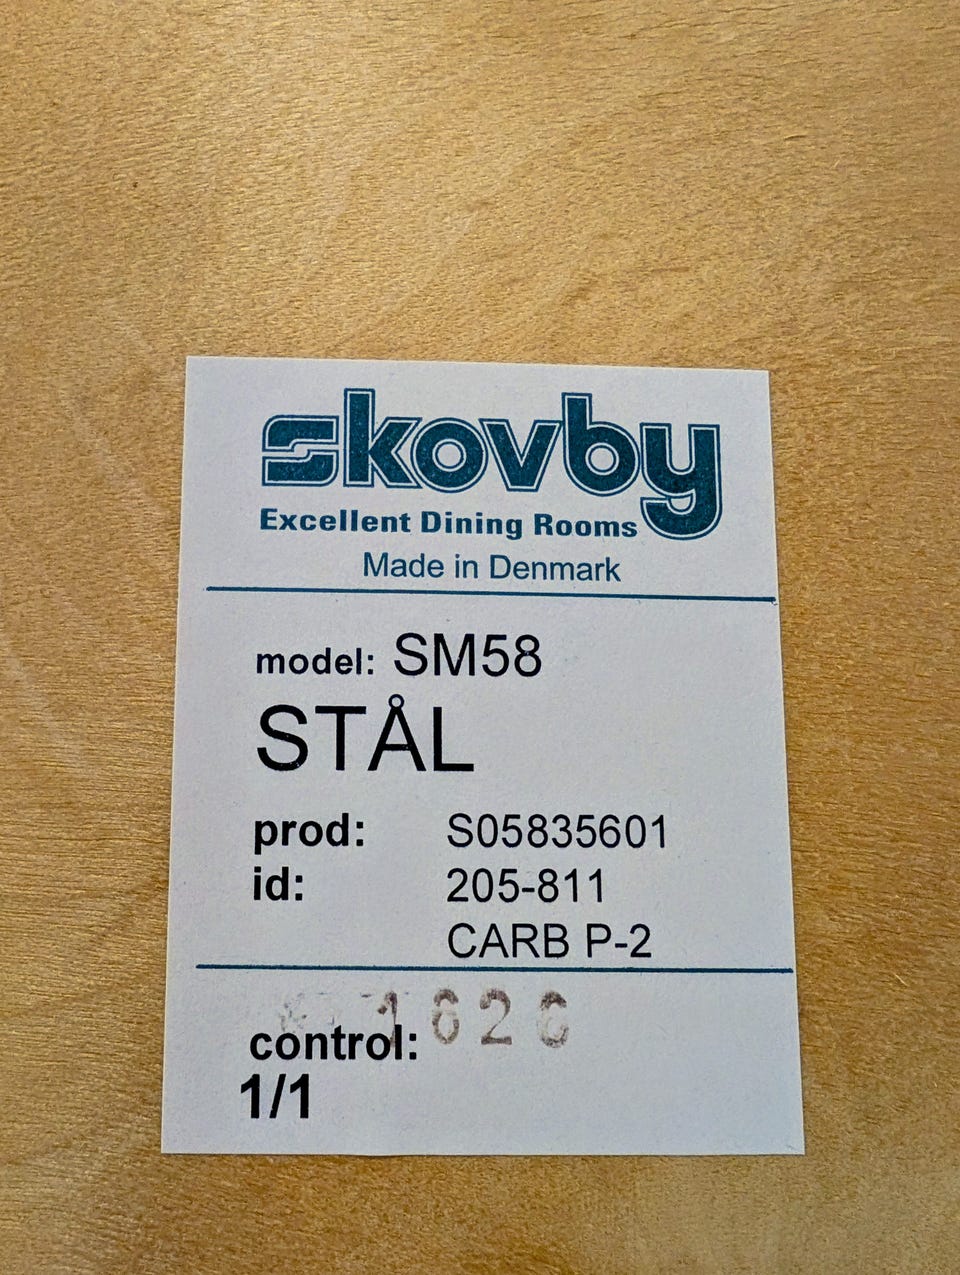 skovby
Excellent Dining Rooms
Made in Denmark
model: SM58
STÅL
prod: S05835601
id: 205-811
CARB P-2
control:
1/1